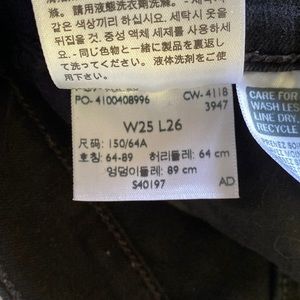 滌。請用液態洗衣劑洗滌。
같은 색상끼리 하십시오. 세탁시 옷을
뒤집을 것. 중성 액체 세제를 사용하
오. - 同じ色物と一緒に製品を裏返し
て洗ってください。液体洗剤をご使
PO- 4100408996 CW- 4118
3947
W25 L26
尺码: 150/64A
호칭: 64-89 허리둘레: 64 cm
엉덩이둘레: 89 cm
S40197 AD
CARE FOR
WASH LESS
LINE DRY,
RECYCLE
PRENEZ SOIN